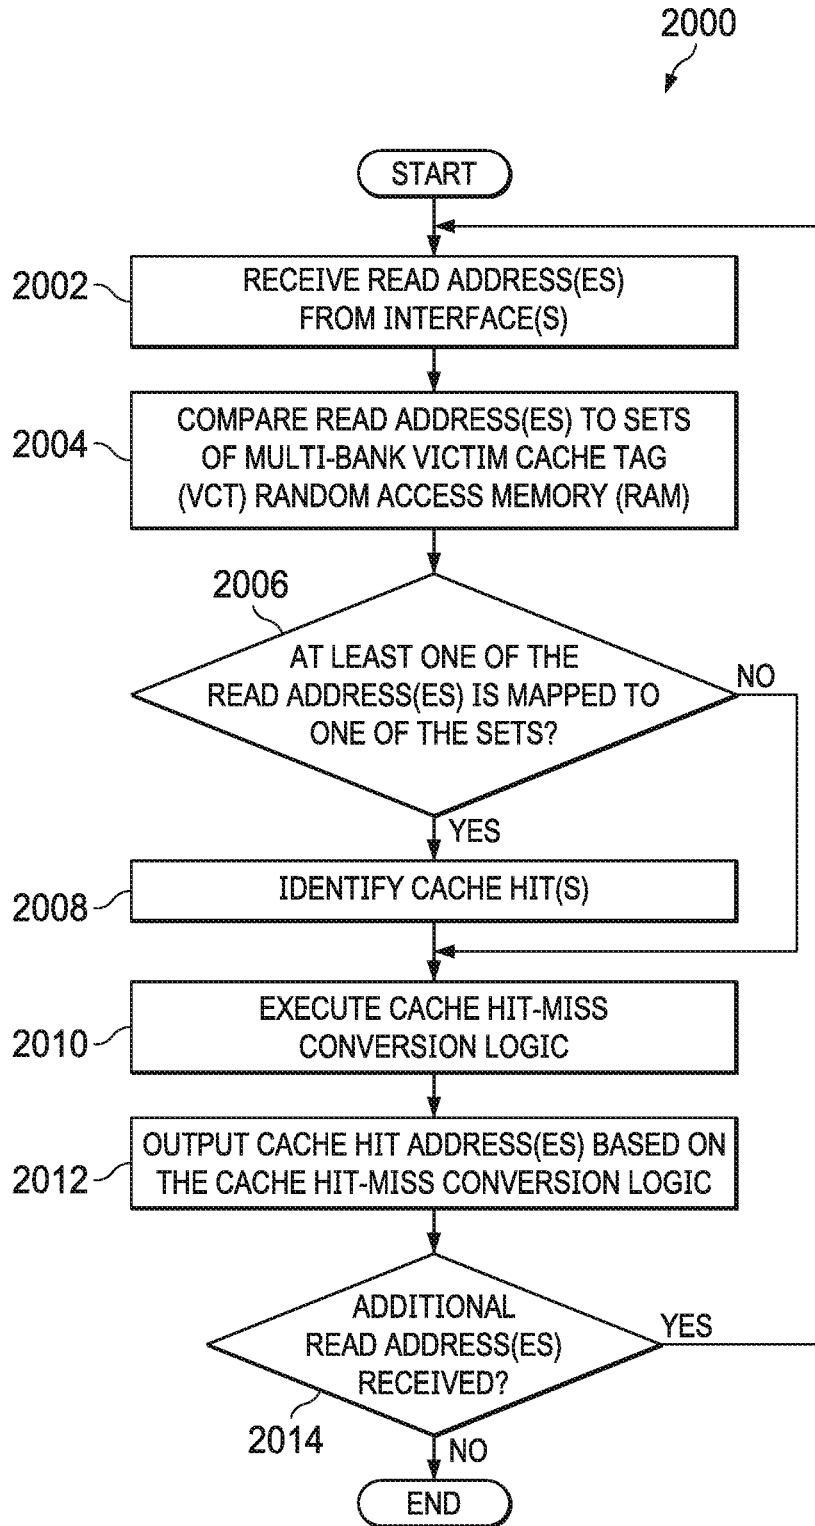 2000
START
2002
RECEIVE READ ADDRESS(ES)
FROM INTERFACE(S)
2004
COMPARE READ ADDRESS(ES) TO SETS
OF MULTI-BANK VICTIM CACHE TAG
(VCT) RANDOM ACCESS MEMORY (RAM)
2006
AT LEAST ONE OF THE
READ ADDRESS(ES) IS MAPPED TO
ONE OF THE SETS?
NO
YES
2008
IDENTIFY CACHE HIT(S)
2010
EXECUTE CACHE HIT-MISS
CONVERSION LOGIC
2012
OUTPUT CACHE HIT ADDRESS(ES) BASED ON
THE CACHE HIT-MISS CONVERSION LOGIC
ADDITIONAL
READ ADDRESS(ES)
RECEIVED?
YES
2014
NO
END